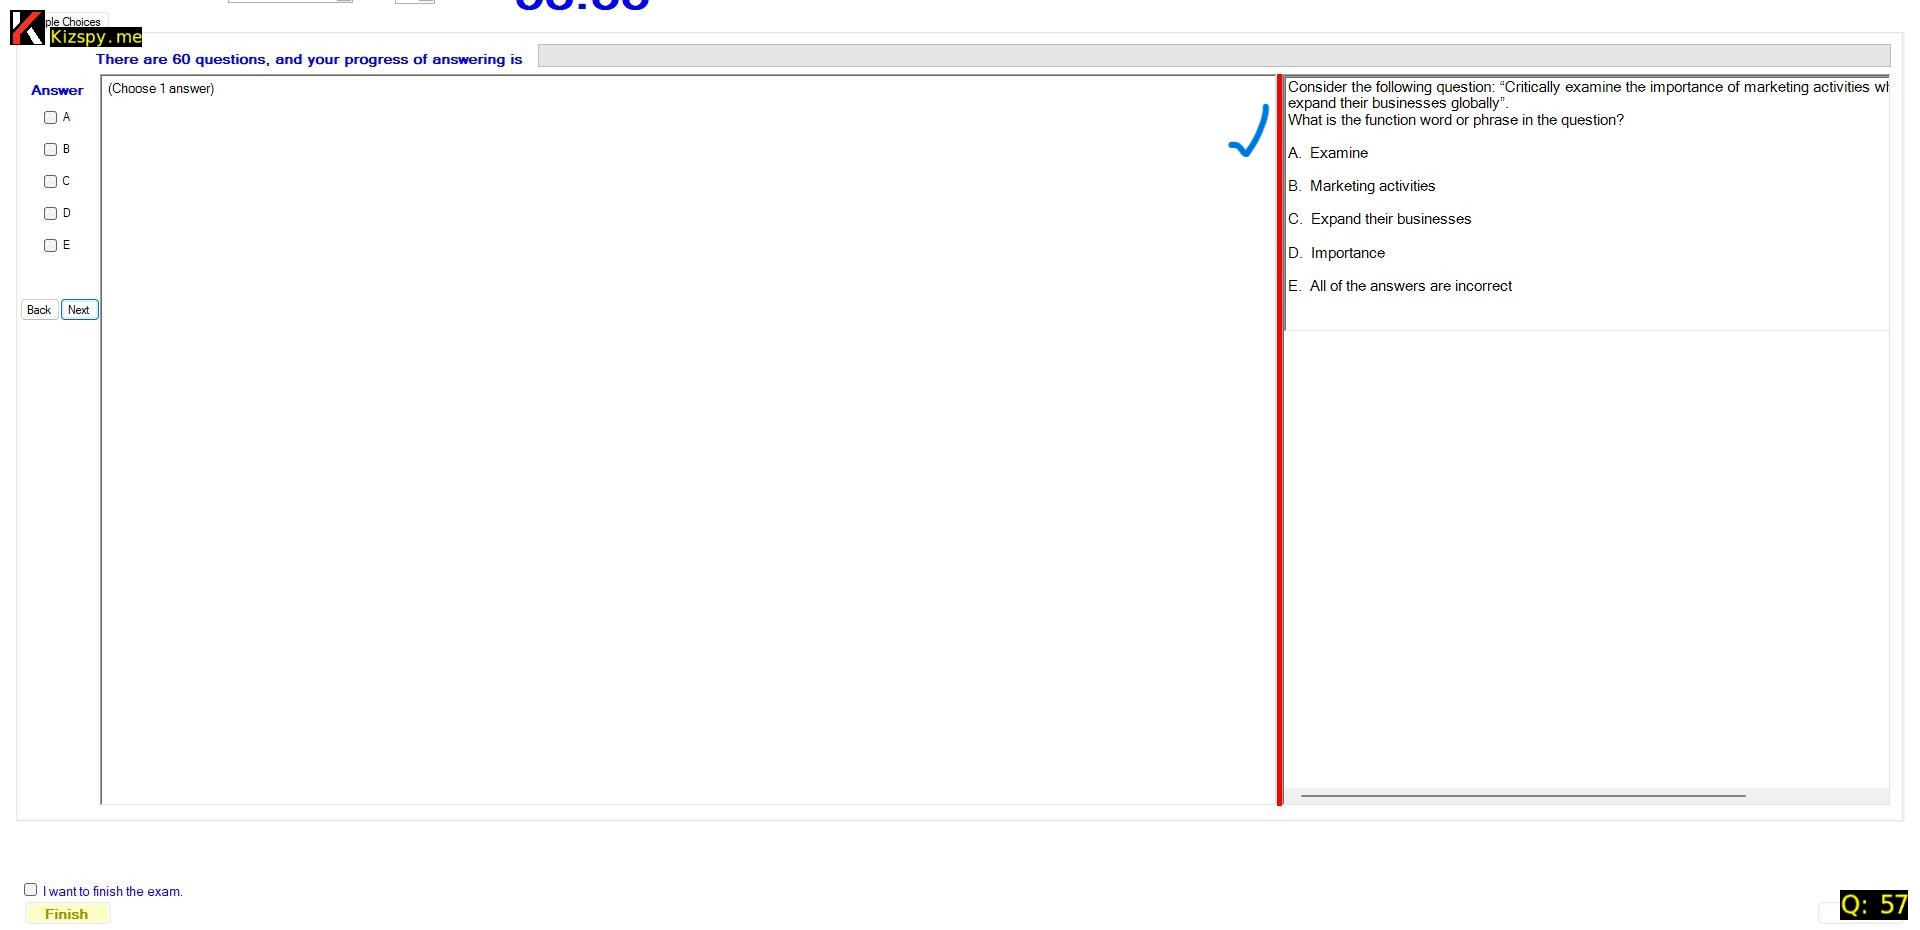 ple Choices
Kizspy.me
There are 60 questions, and your progress of answering is
Answer
(Choose 1 answer)
A
B
C
D
E
Back Next
Consider the following question: “Critically examine the importance of marketing activities
expand their businesses globally”.
What is the function word or phrase in the question?
A. Examine
B. Marketing activities
C. Expand their businesses
D. Importance
E. All of the answers are incorrect
I want to finish the exam.
Finish
Q: 57